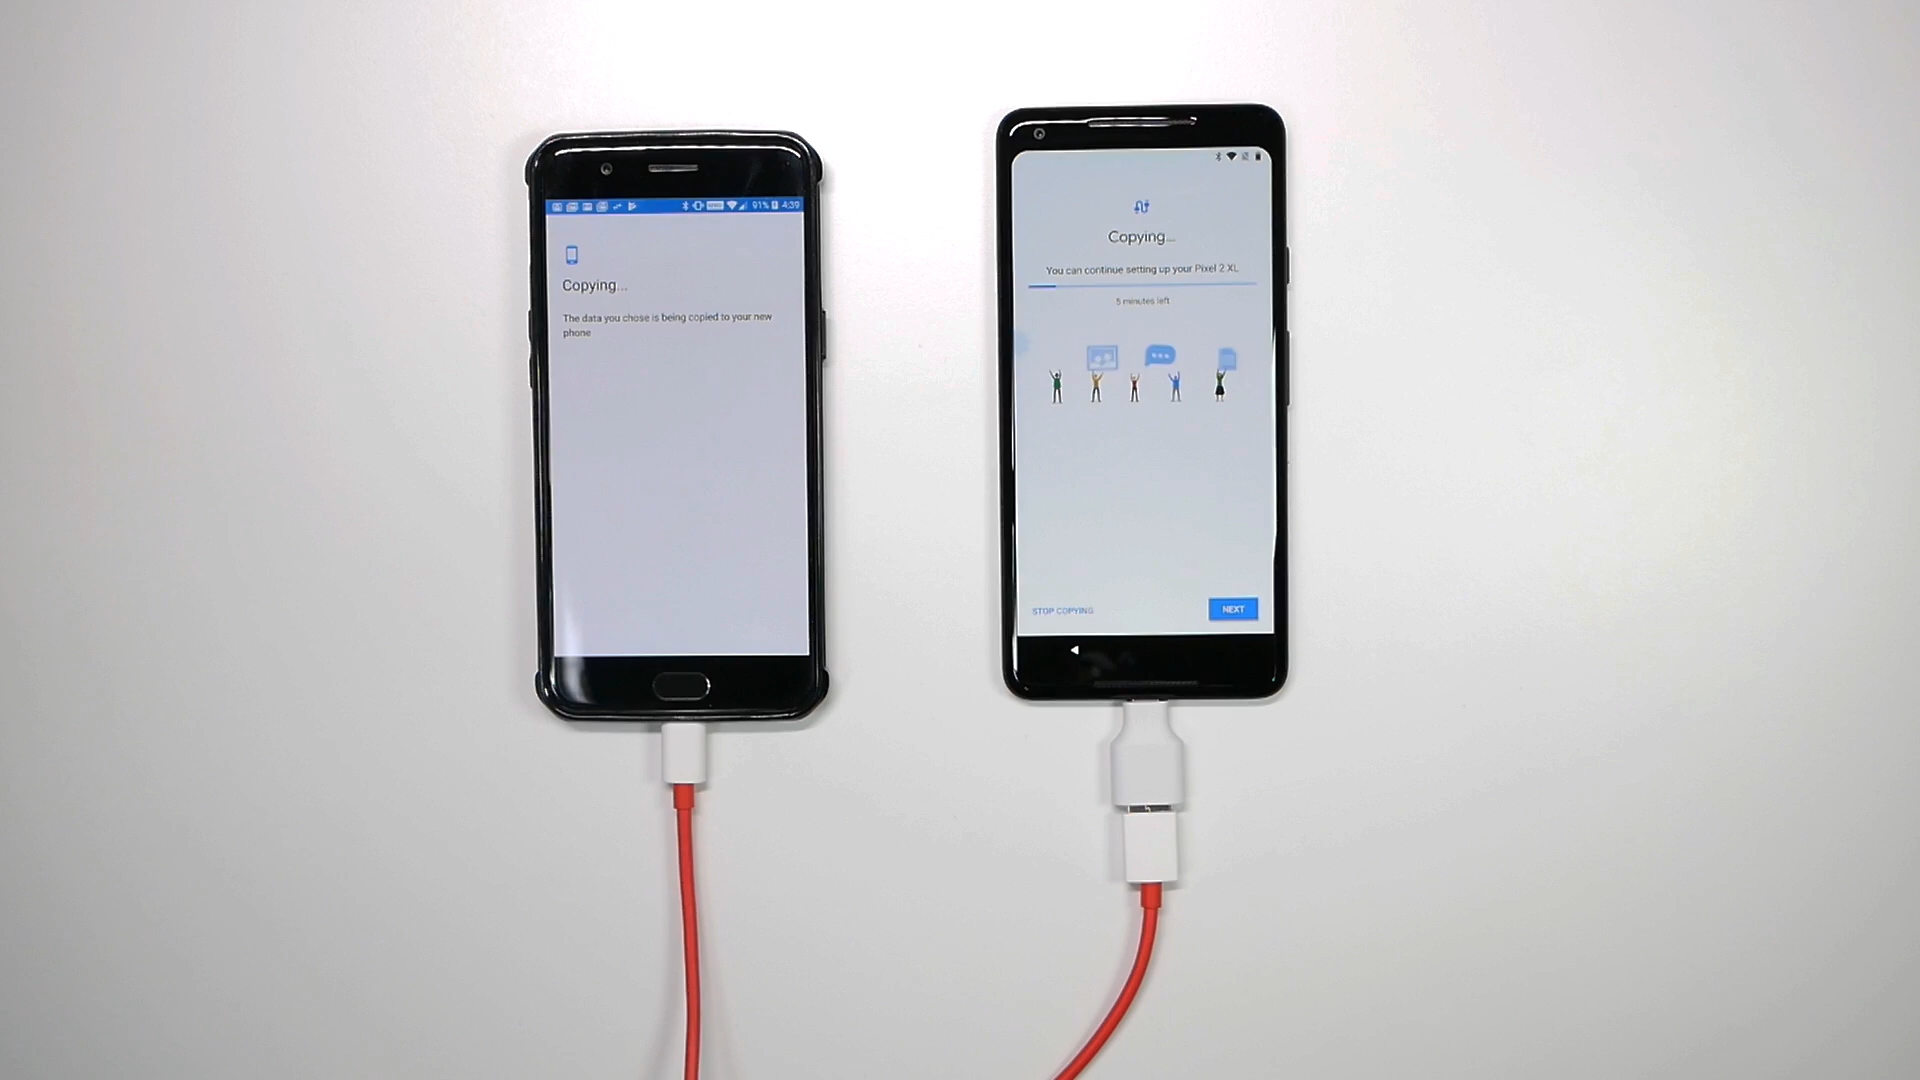 91% 4:39
Copying...
The data you chose is being copied to your new
phone
Copying...
You can continue setting up your Pixel 2 XL
5 minutes left
STOP COPYING
NEXT